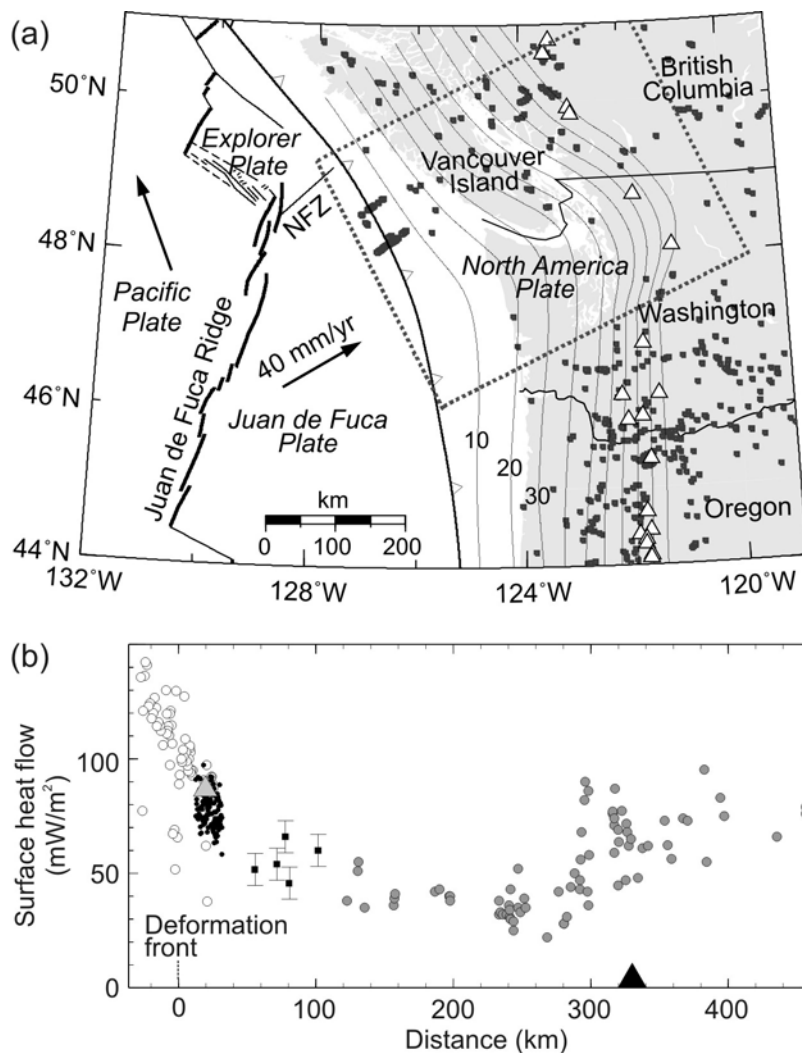 (a)
50˚N
48˚N
46˚N
44˚N
132˚W
128˚W
124˚W
120˚W
British
Columbia
Explorer
Plate
Vancouver
Island
NFZ
North America
Plate
Pacific
Plate
Washington
Juan de Fuca Ridge
40 mm/yr
Juan de Fuca
Plate
10
20
30
km
0 100 200
Oregon
(b)
Surface heat flow
(mW/m²)
100
50
0
Deformation
front
0 100 200 300 400
Distance (km)